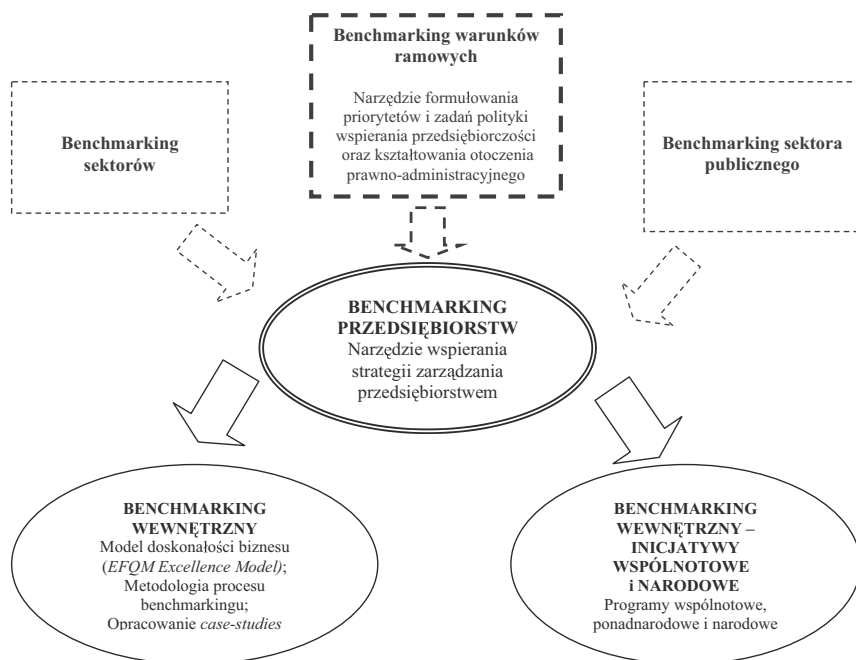 Benchmarking warunków
ramowych
Narzędzie formułowania
priorytetów i zadań polityki
wspierania przedsiębiorczości
oraz kształtowania otoczenia
prawno-administracyjnego
Benchmarking
sektorów
Benchmarking sektora
publicznego
BENCHMARKING
PRZEDSIĘBIORSTW
Narzędzie wspierania
strategii zarządzania
przedsiębiorstwem
BENCHMARKING
WEWNĘTRZNY
Model doskonałości biznesu
(EFQM Excellence Model);
Metodologia procesu
benchmarkingu;
Opracowanie case-studies
BENCHMARKING
WEWNĘTRZNY –
INICJATYWY
WSPÓLNOTOWE
i NARODOWE
Programy wspólnotowe,
ponadnarodowe i narodowe